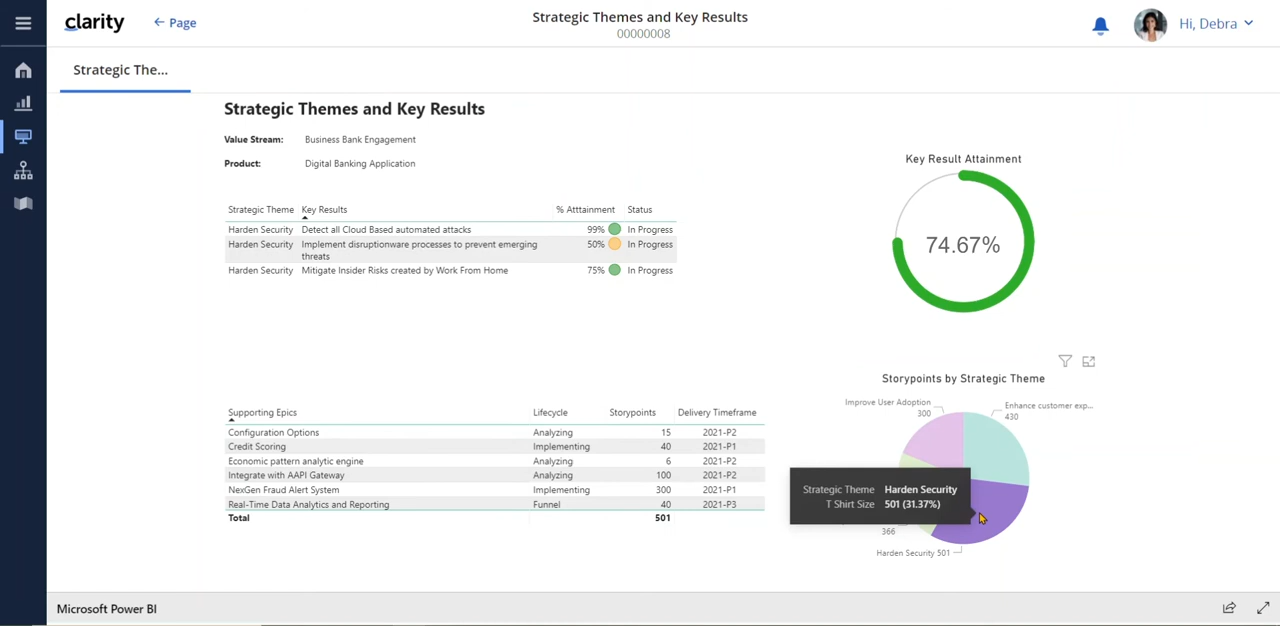 clarity
← Page
Strategic Themes and Key Results
00000008
Hi, Debra
Strategic The...
Strategic Themes and Key Results
Value Stream: Business Bank Engagement
Product: Digital Banking Application
Strategic Theme Key Results % Atttainment Status
Harden Security Detect all Cloud Based automated attacks 99% In Progress
Harden Security Implement disruptionware processes to prevent emerging threats 50% In Progress
Harden Security Mitigate Insider Risks created by Work From Home 75% In Progress
Key Result Attainment
74.67%
Supporting Epics Lifecycle Storypoints Delivery Timeframe
Configuration Options Analyzing 15 2021-P2
Credit Scoring Implementing 40 2021-P1
Economic pattern analytic engine Analyzing 6 2021-P2
Integrate with AAPI Gateway Analyzing 100 2021-P2
NexGen Fraud Alert System Implementing 300 2021-P1
Real-Time Data Analytics and Reporting Funnel 40 2021-P3
Total 501
Storypoints by Strategic Theme
Improve User Adoption
300
Enhance customer exp...
430
Strategic Theme Harden Security
T Shirt Size 501 (31.37%)
366
Harden Security 501
Microsoft Power BI